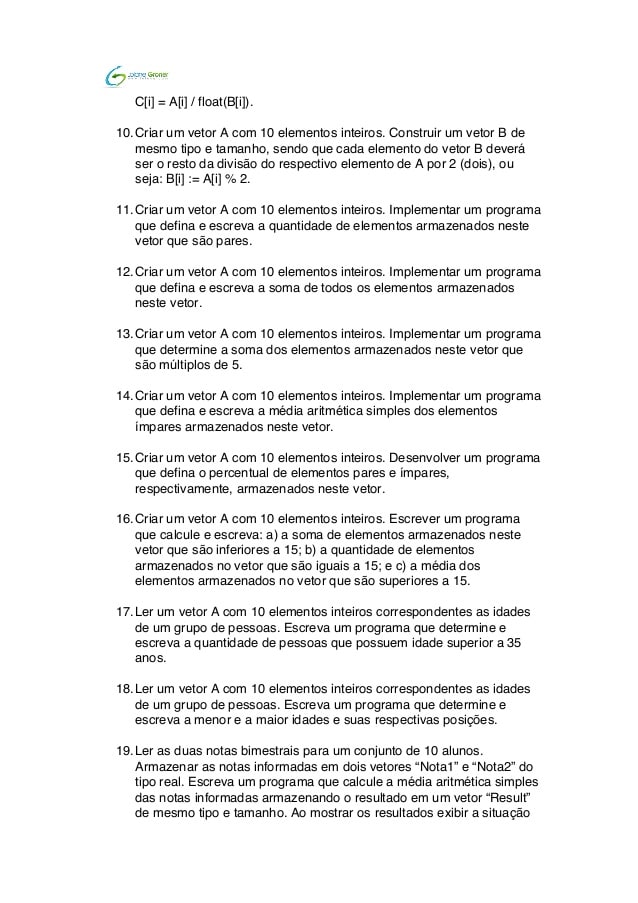 C[i] = A[i] / float(B[i]).
10. Criar um vetor A com 10 elementos inteiros. Construir um vetor B de
mesmo tipo e tamanho, sendo que cada elemento do vetor B deverá
ser o resto da divisão do respectivo elemento de A por 2 (dois), ou
seja: B[i] := A[i] % 2.
11. Criar um vetor A com 10 elementos inteiros. Implementar um programa
que defina e escreva a quantidade de elementos armazenados neste
vetor que são pares.
12. Criar um vetor A com 10 elementos inteiros. Implementar um programa
que defina e escreva a soma de todos os elementos armazenados
neste vetor.
13. Criar um vetor A com 10 elementos inteiros. Implementar um programa
que determine a soma dos elementos armazenados neste vetor que
são múltiplos de 5.
14. Criar um vetor A com 10 elementos inteiros. Implementar um programa
que defina e escreva a média aritmética simples dos elementos
ímpares armazenados neste vetor.
15. Criar um vetor A com 10 elementos inteiros. Desenvolver um programa
que defina o percentual de elementos pares e ímpares,
respectivamente, armazenados neste vetor.
16. Criar um vetor A com 10 elementos inteiros. Escrever um programa
que calcule e escreva: a) a soma de elementos armazenados neste
vetor que são inferiores a 15; b) a quantidade de elementos
armazenados no vetor que são iguais a 15; e c) a média dos
elementos armazenados no vetor que são superiores a 15.
17. Ler um vetor A com 10 elementos inteiros correspondentes as idades
de um grupo de pessoas. Escreva um programa que determine e
escreva a quantidade de pessoas que possuem idade superior a 35
anos.
18. Ler um vetor A com 10 elementos inteiros correspondentes as idades
de um grupo de pessoas. Escreva um programa que determine e
escreva a menor e a maior idades e suas respectivas posições.
19. Ler as duas notas bimestrais para um conjunto de 10 alunos.
Armazenar as notas informadas em dois vetores “Nota1” e “Nota2” do
tipo real. Escreva um programa que calcule a média aritmética simples
das notas informadas armazenando o resultado em um vetor “Result”
de mesmo tipo e tamanho. Ao mostrar os resultados exibir a situação